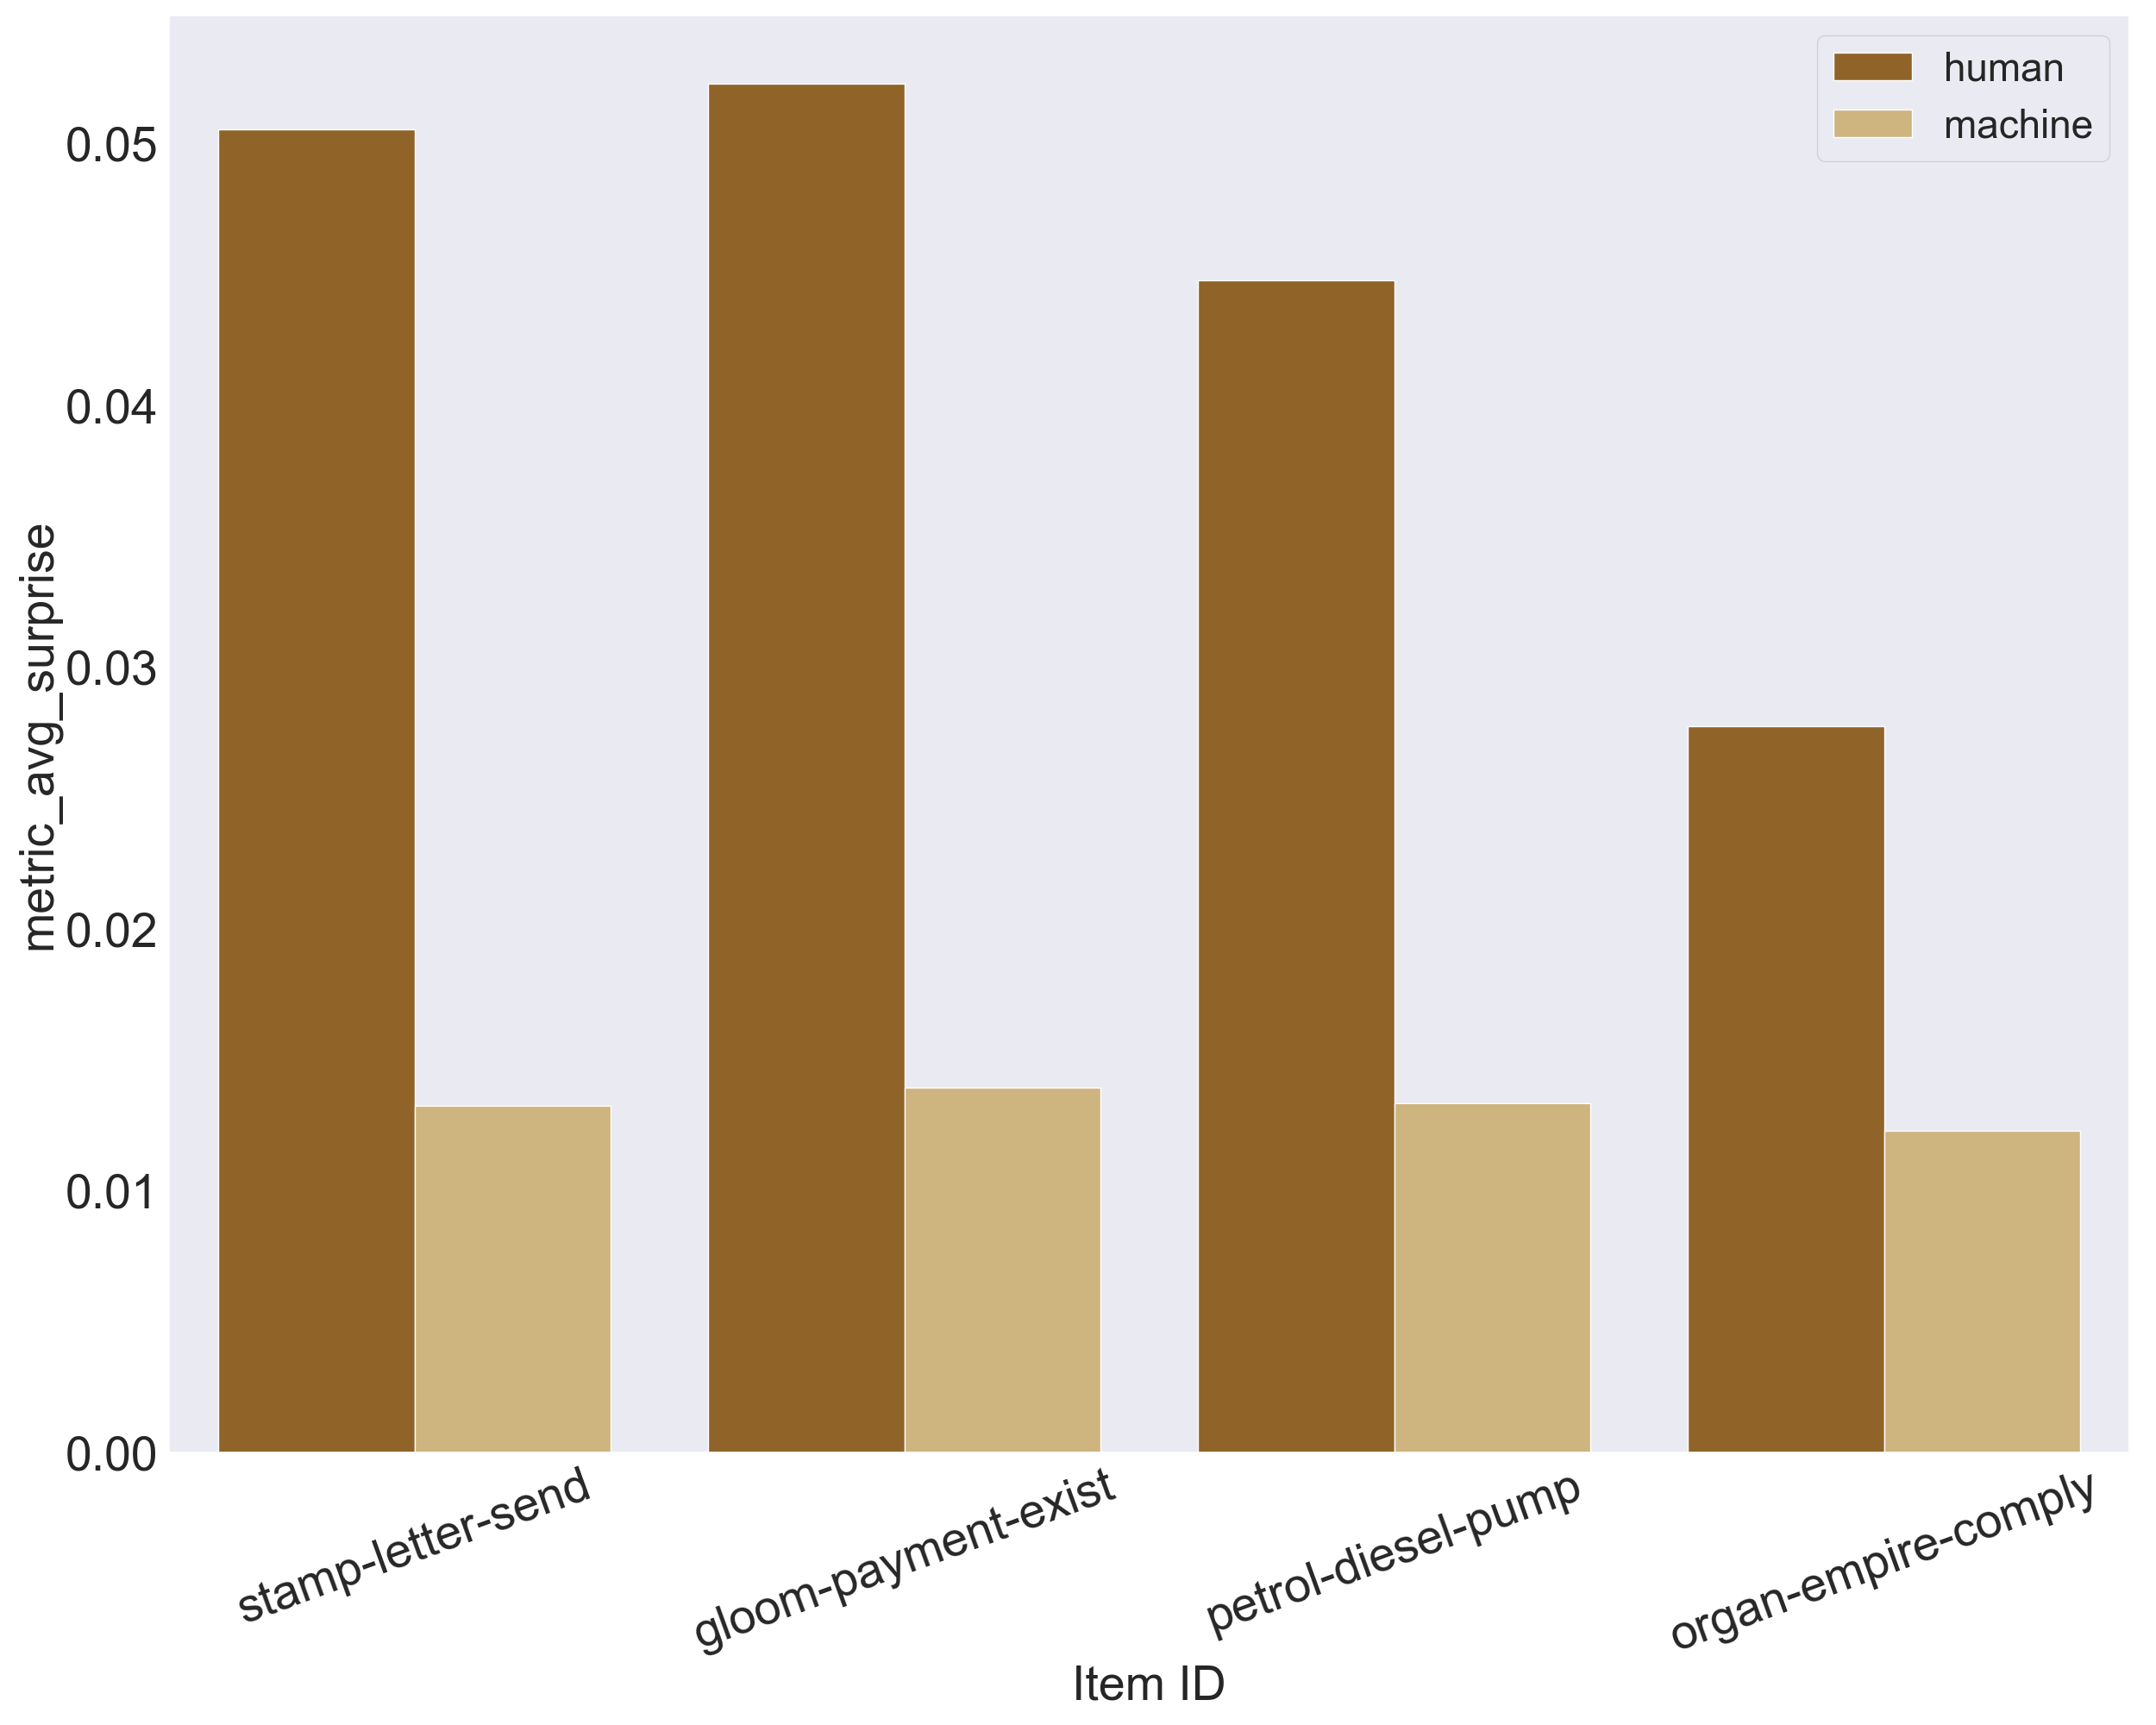 human
machine
0.05
0.04
0.03
0.02
0.01
0.00
metric_avg_surprise
stamp-letter-send
gloom-payment-exist
petrol-diesel-pump
organ-empire-comply
Item ID